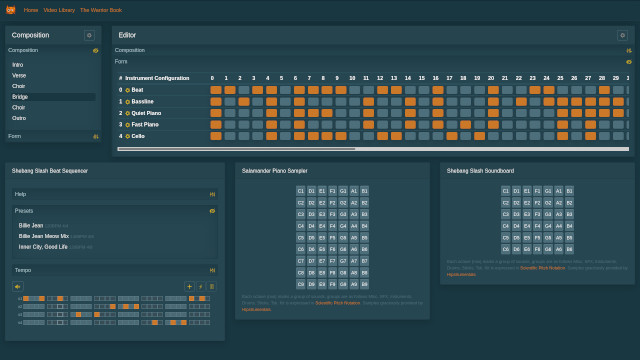 Home Video Library The Warrior Book
Composition
Composition
Intro
Verse
Choir
Bridge
Choir
Outro
Form
Editor
Composition
Form
# Instrument Configuration 0 1 2 3 4 5 6 7 8 9 10 11 12 13 14 15 16 17 18 19 20 21 22 23 24 25 26 27 28 29
0 Beat
1 Bassline
2 Quiet Piano
3 Fast Piano
4 Cello
Shebang Slash Beat Sequencer
Help
Presets
Billie Jean
Billie Jean Meow Mix
Inner City, Good Life
Tempo
Salamander Piano Sampler
C1 D1 E1 F1 G1 A1 B1
C2 D2 E2 F2 G2 A2 B2
C3 D3 E3 F3 G3 A3 B3
C4 D4 E4 F4 G4 A4 B4
C5 D5 E5 F5 G5 A5 B5
C6 D6 E6 F6 G6 A6 B6
C7 D7 E7 F7 G7 A7 B7
C8 D8 E8 F8 G8 A8 B8
C9 D9 E9 F9 G9 A9 B9
Scientific Pitch Notation
Shebang Slash Soundboard
C1 D1 E1 F1 G1 A1 B1
C2 D2 E2 F2 G2 A2 B2
C3 D3 E3 F3 G3 A3 B3
C4 D4 E4 F4 G4 A4 B4
C5 D5 E5 F5 G5 A5 B5
C6 D6 E6 F6 G6 A6 B6
Scientific Pitch Notation